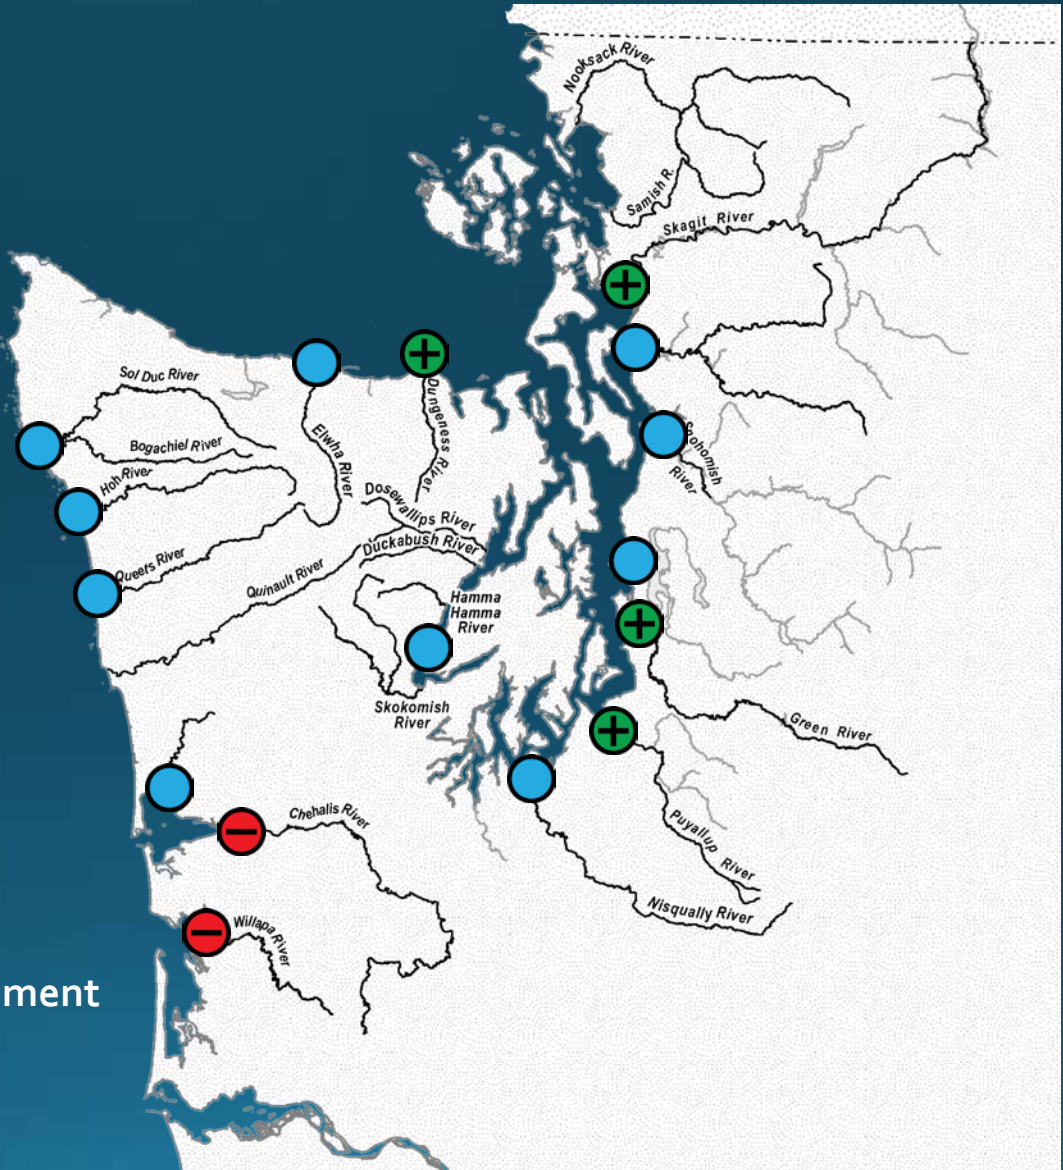 Nooksack River
Samish R.
Skagit River
Sol Duc River
Bogachiel River
Hoh River
Elwha River
Dungeness River
Snohomish
River
Dosewallips River
Duckabush River
Queets River
Quinault River
Hamma
Hamma
River
Skokomish
River
Green River
Chehalis River
Puyallup River
Nisqually River
Willapa River
ment